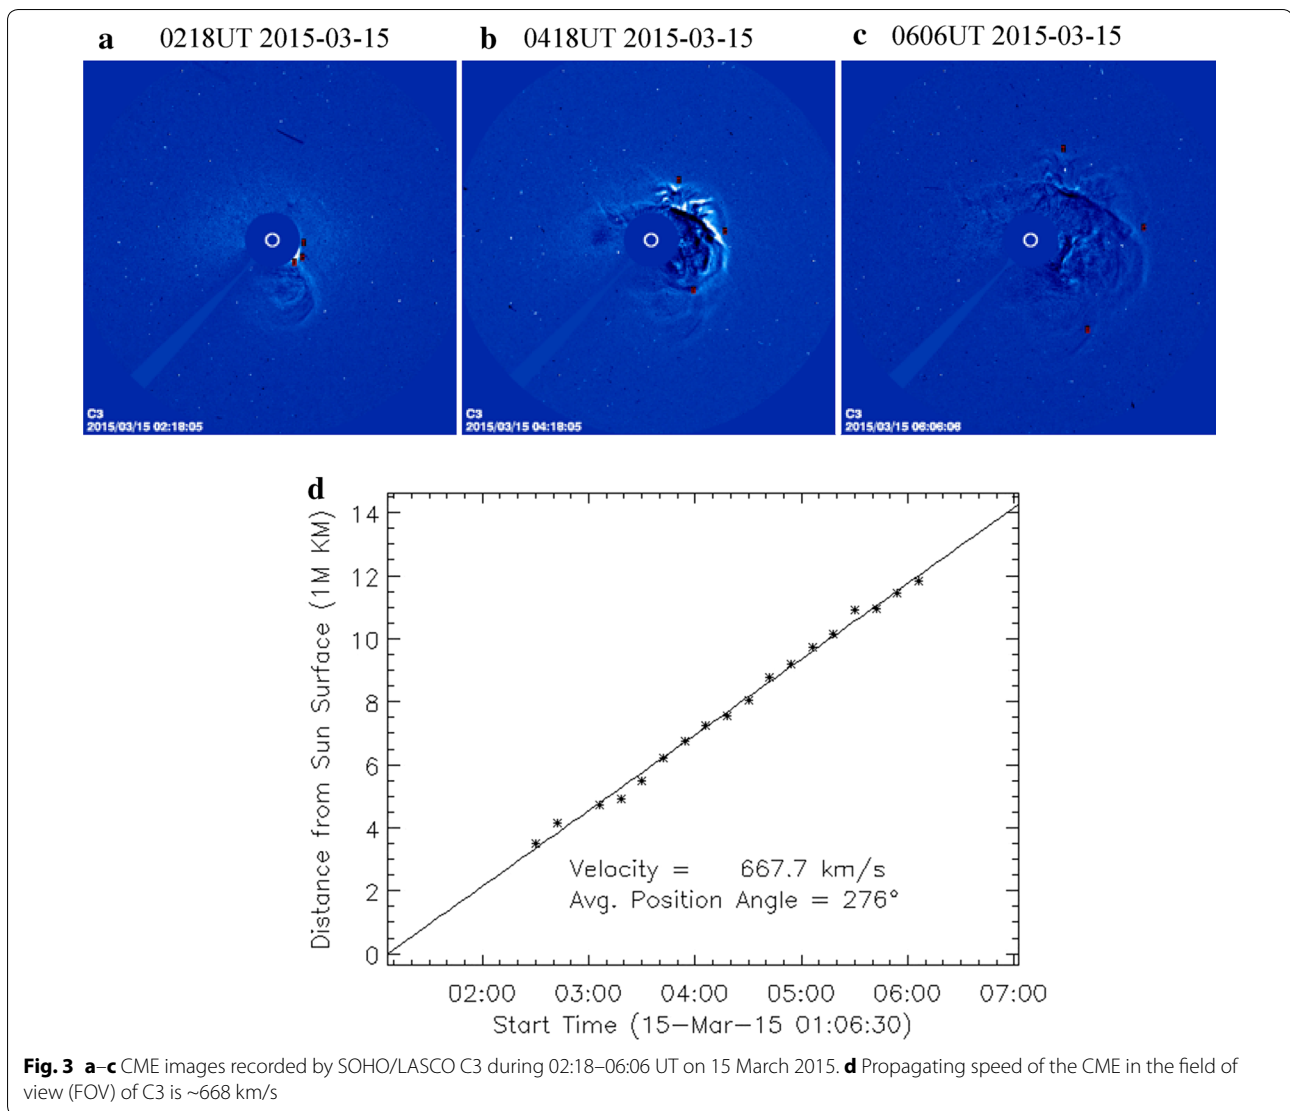 a 0218UT 2015-03-15 b 0418UT 2015-03-15 c 0606UT 2015-03-15
C3
2015/03/15 02:18:05
C3
2015/03/15 04:18:05
C3
2015/03/15 06:06:06
d
14
12
10
8
6
4
2
0
Distance from Sun Surface (1M KM)
Velocity = 667.7 km/s
Avg. Position Angle = 276°
02:00 03:00 04:00 05:00 06:00 07:00
Start Time (15-Mar-15 01:06:30)
Fig. 3 a–c CME images recorded by SOHO/LASCO C3 during 02:18–06:06 UT on 15 March 2015. d Propagating speed of the CME in the field of
view (FOV) of C3 is ~668 km/s